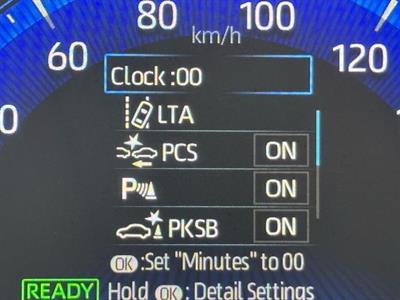 80 100
km/h
60 120
Clock :00
LTA
PCS ON
P ON
PKSB ON
OK :Set "Minutes" to 00
READY Hold OK : Detail Settings